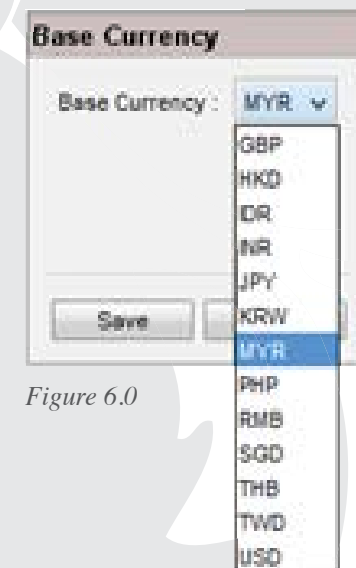 Base Currency
Base Currency : MYR
GBP
HKD
IDR
INR
JPY
Save
KRW
MYR
PHP
Figure 6.0
RMB
SGD
THB
TWD
USD